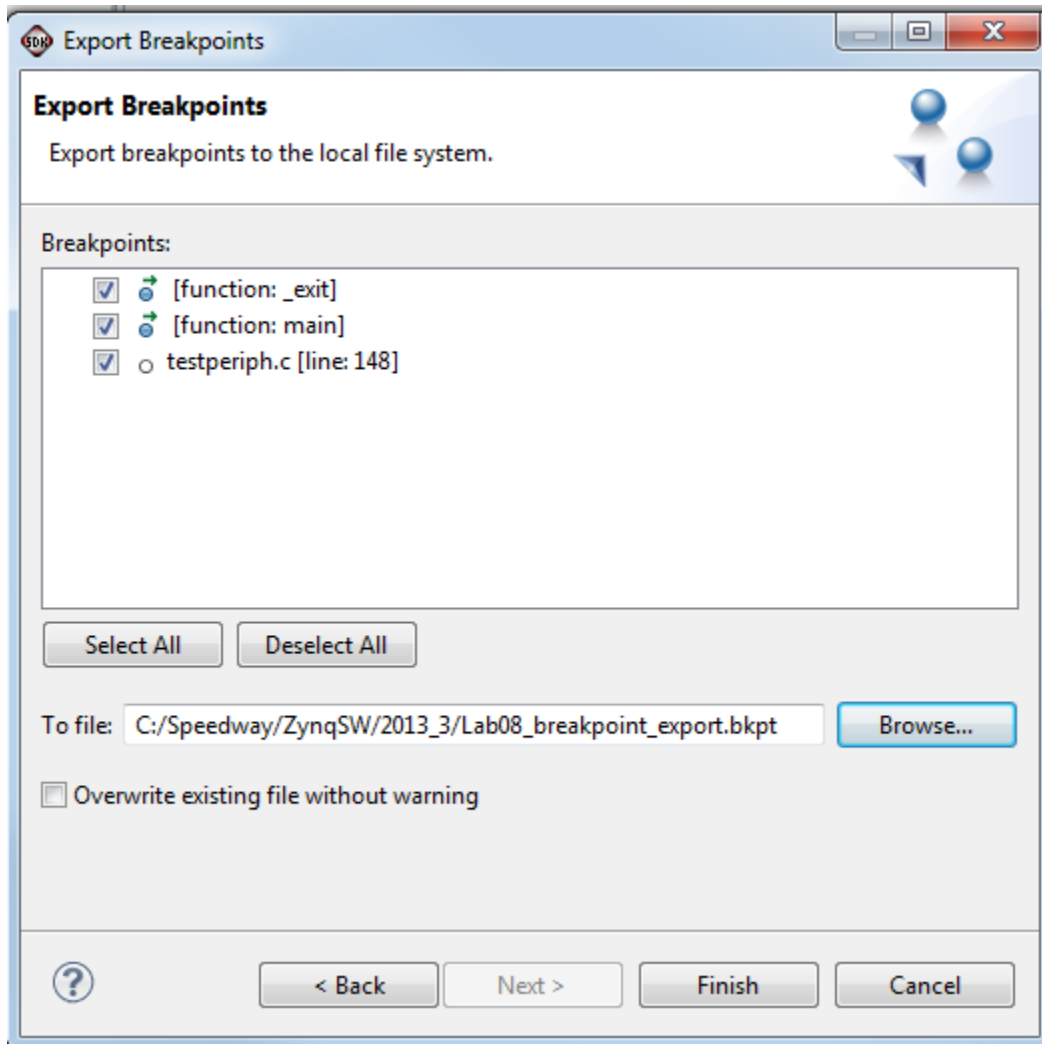 SDK Export Breakpoints
Export Breakpoints
Export breakpoints to the local file system.
Breakpoints:
[function: _exit]
[function: main]
testperiph.c [line: 148]
Select All Deselect All
To file: C:/Speedway/ZynqSW/2013_3/Lab08_breakpoint_export.bkpt Browse...
Overwrite existing file without warning
? < Back Next > Finish Cancel